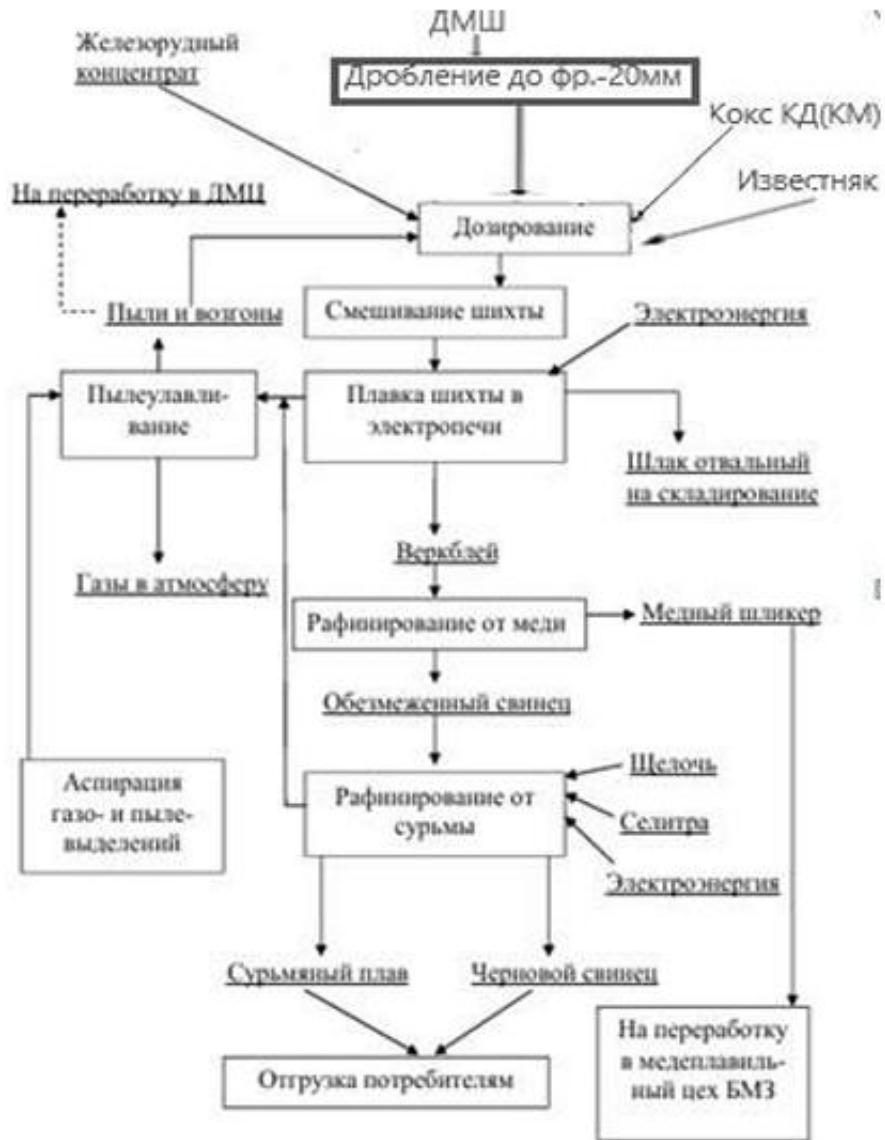 ДМШ
Железорудный
концентрат
Дробление до фр.-20мм
Кокс КД(КМ)
Известняк
На переработку в ДМЦ
Дозирование
Пыли и возгоны
Смешивание шихты
Электроэнергия
Пылеулавли-
вание
Плавка шихты в
электропечи
Шлак отвальный
на складирование
Веркблей
Газы в атмосферу
Рафинирование от меди
Медный шликер
Обезмеженный свинец
Аспирация
газо- и пыле-
выделений
Рафинирование от
сурьмы
Щелочь
Селитра
Электроэнергия
Сурьмяный плав
Черновой свинец
На переработку
в медеплавиль-
ный цех БМЗ
Отгрузка потребителям